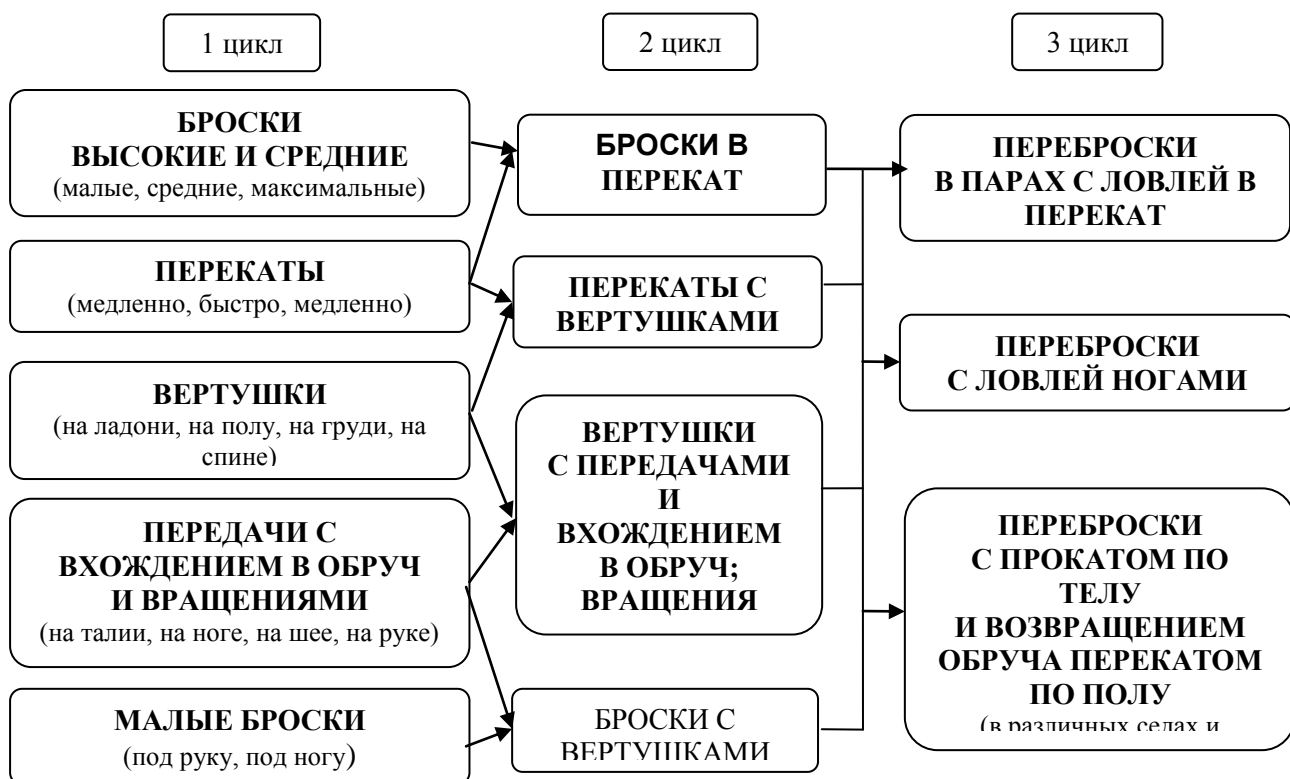 1 цикл
2 цикл
3 цикл
БРОСКИ
ВЫСОКИЕ И СРЕДНИЕ
(малые, средние, максимальные)
ПЕРЕКАТЫ
(медленно, быстро, медленно)
ВЕРТУШКИ
(на ладони, на полу, на груди, на
спине)
ПЕРЕДАЧИ С
ВХОЖДЕНИЕМ В ОБРУЧ
И ВРАЩЕНИЯМИ
(на талии, на ноге, на шее, на руке)
МАЛЫЕ БРОСКИ
(под руку, под ногу)
БРОСКИ В
ПЕРЕКАТ
ПЕРЕКАТЫ С
ВЕРТУШКАМИ
ВЕРТУШКИ
С ПЕРЕДАЧАМИ
И
ВХОЖДЕНИЕМ
В ОБРУЧ;
ВРАЩЕНИЯ
БРОСКИ С
ВЕРТУШКАМИ
ПЕРЕБРОСКИ
В ПАРАХ С ЛОВЛЕЙ В
ПЕРЕКАТ
ПЕРЕБРОСКИ
С ЛОВЛЕЙ НОГАМИ
ПЕРЕБРОСКИ
С ПРОКАТОМ ПО
ТЕЛУ
И ВОЗВРАЩЕНИЕМ
ОБРУЧА ПЕРЕКАТОМ
ПО ПОЛУ
(в различных седах и